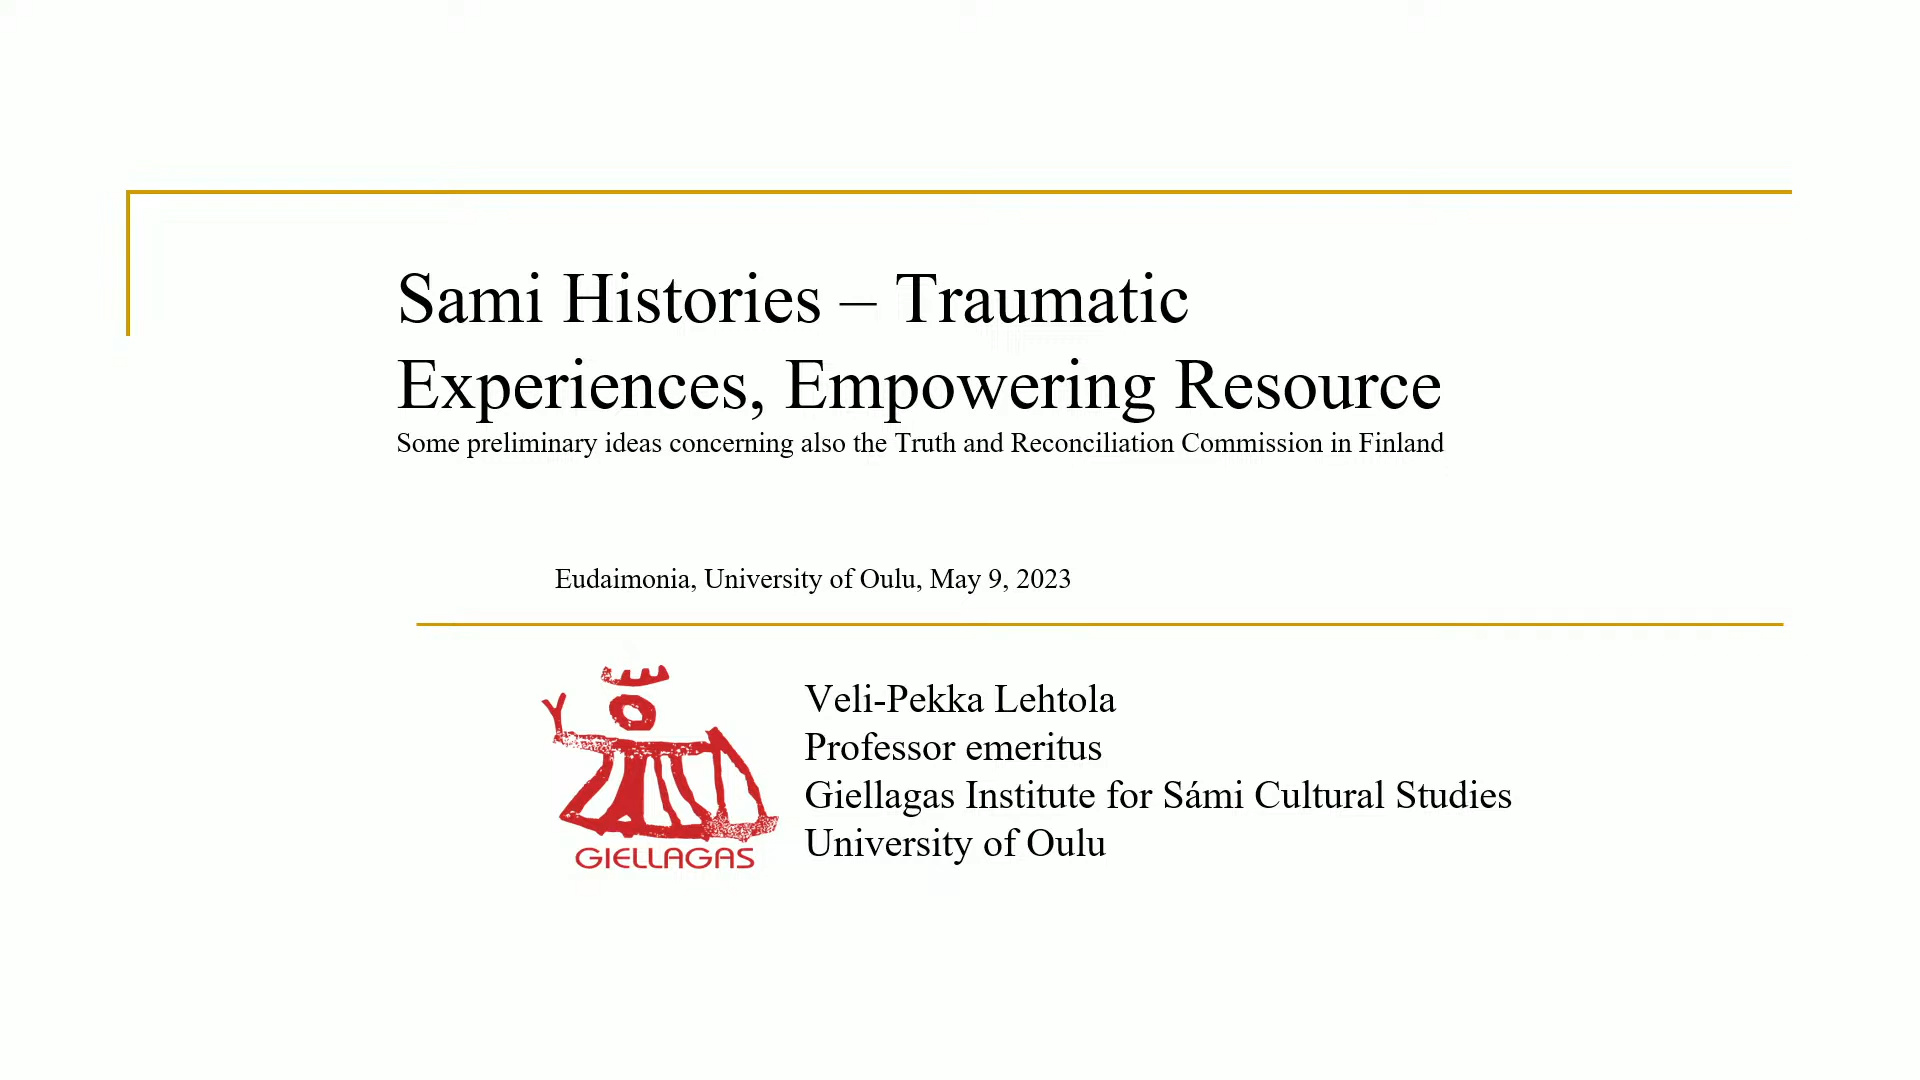 Sami Histories – Traumatic
Experiences, Empowering Resource
Some preliminary ideas concerning also the Truth and Reconciliation Commission in Finland
Eudaimonia, University of Oulu, May 9, 2023
Veli-Pekka Lehtola
Professor emeritus
Giellagas Institute for Sámi Cultural Studies
University of Oulu
GIELLAGAS